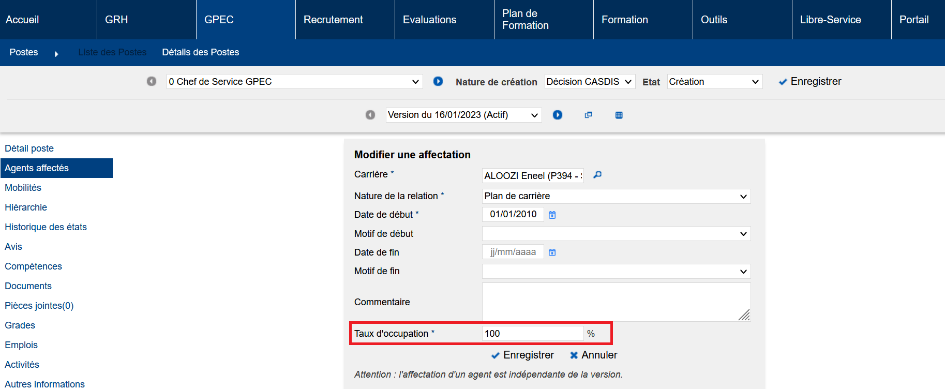 Accueil
GRH
GPEC
Recrutement
Evaluations
Plan de
Formation
Formation
Outils
Libre-Service
Portail
Postes
Liste des Postes
Détails des Postes
0 Chef de Service GPEC
Nature de création
Décision CASDIS
Etat
Création
Enregistrer
Version du 16/01/2023 (Actif)
Détail poste
Agents affectés
Mobilités
Hiérarchie
Historique des états
Avis
Compétences
Documents
Pièces jointes(0)
Grades
Emplois
Activités
Autres Informations
Modifier une affectation
Carrière * ALOOZI Eneel (P394 -
Nature de la relation * Plan de carrière
Date de début * 01/01/2010
Motif de début
Date de fin jj/mm/aaaa
Motif de fin
Commentaire
Taux d'occupation * 100 %
Enregistrer Annuler
Attention : l'affectation d'un agent est indépendante de la version.